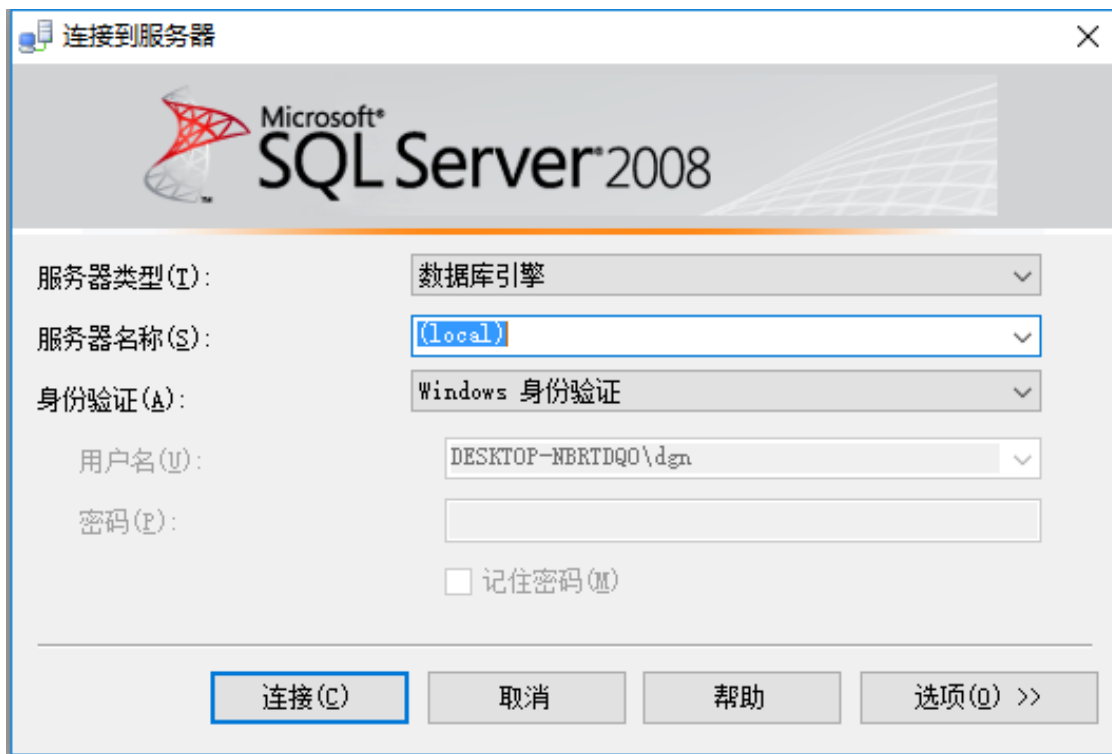 连接到服务器
Microsoft®
SQL Server® 2008
服务器类型(T): 数据库引擎
服务器名称(S): (local)
身份验证(A): Windows 身份验证
用户名(U): DESKTOP-NBRTDQO\dgn
密码(P):
记住密码(M)
连接(C) 取消 帮助 选项(O) >>